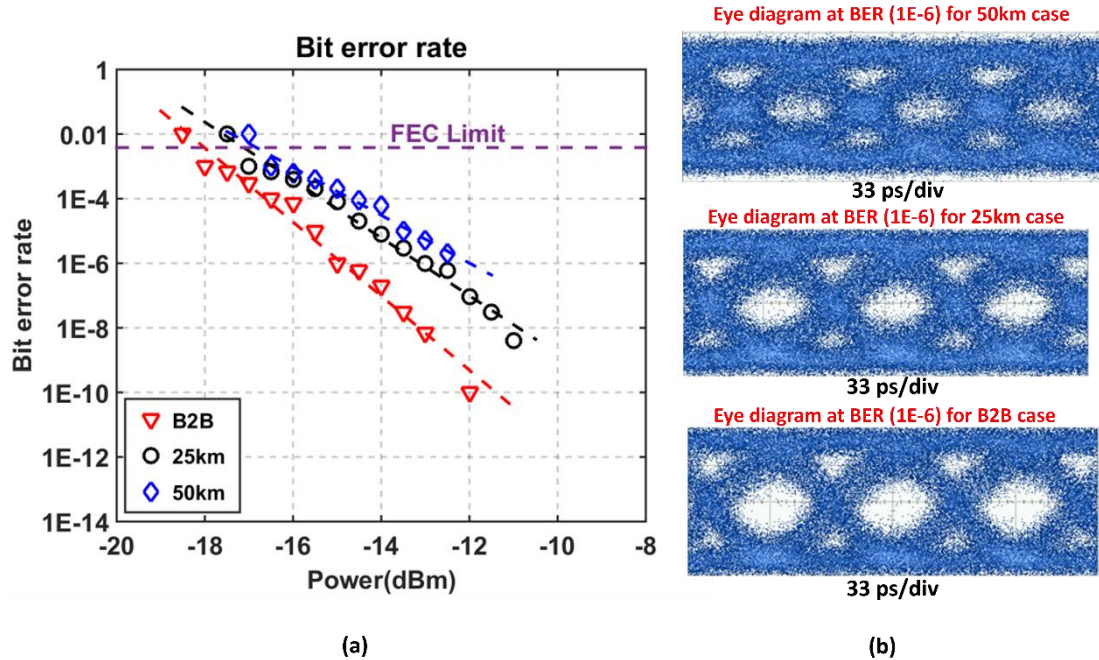 Bit error rate
Bit error rate
1
0.01
1E-4
1E-6
1E-8
1E-10
1E-12
1E-14
FEC Limit
B2B
25km
50km
-20
-18
-16
-14
-12
-10
-8
Power(dBm)
(a)
Eye diagram at BER (1E-6) for 50km case
33 ps/div
Eye diagram at BER (1E-6) for 25km case
33 ps/div
Eye diagram at BER (1E-6) for B2B case
33 ps/div
(b)